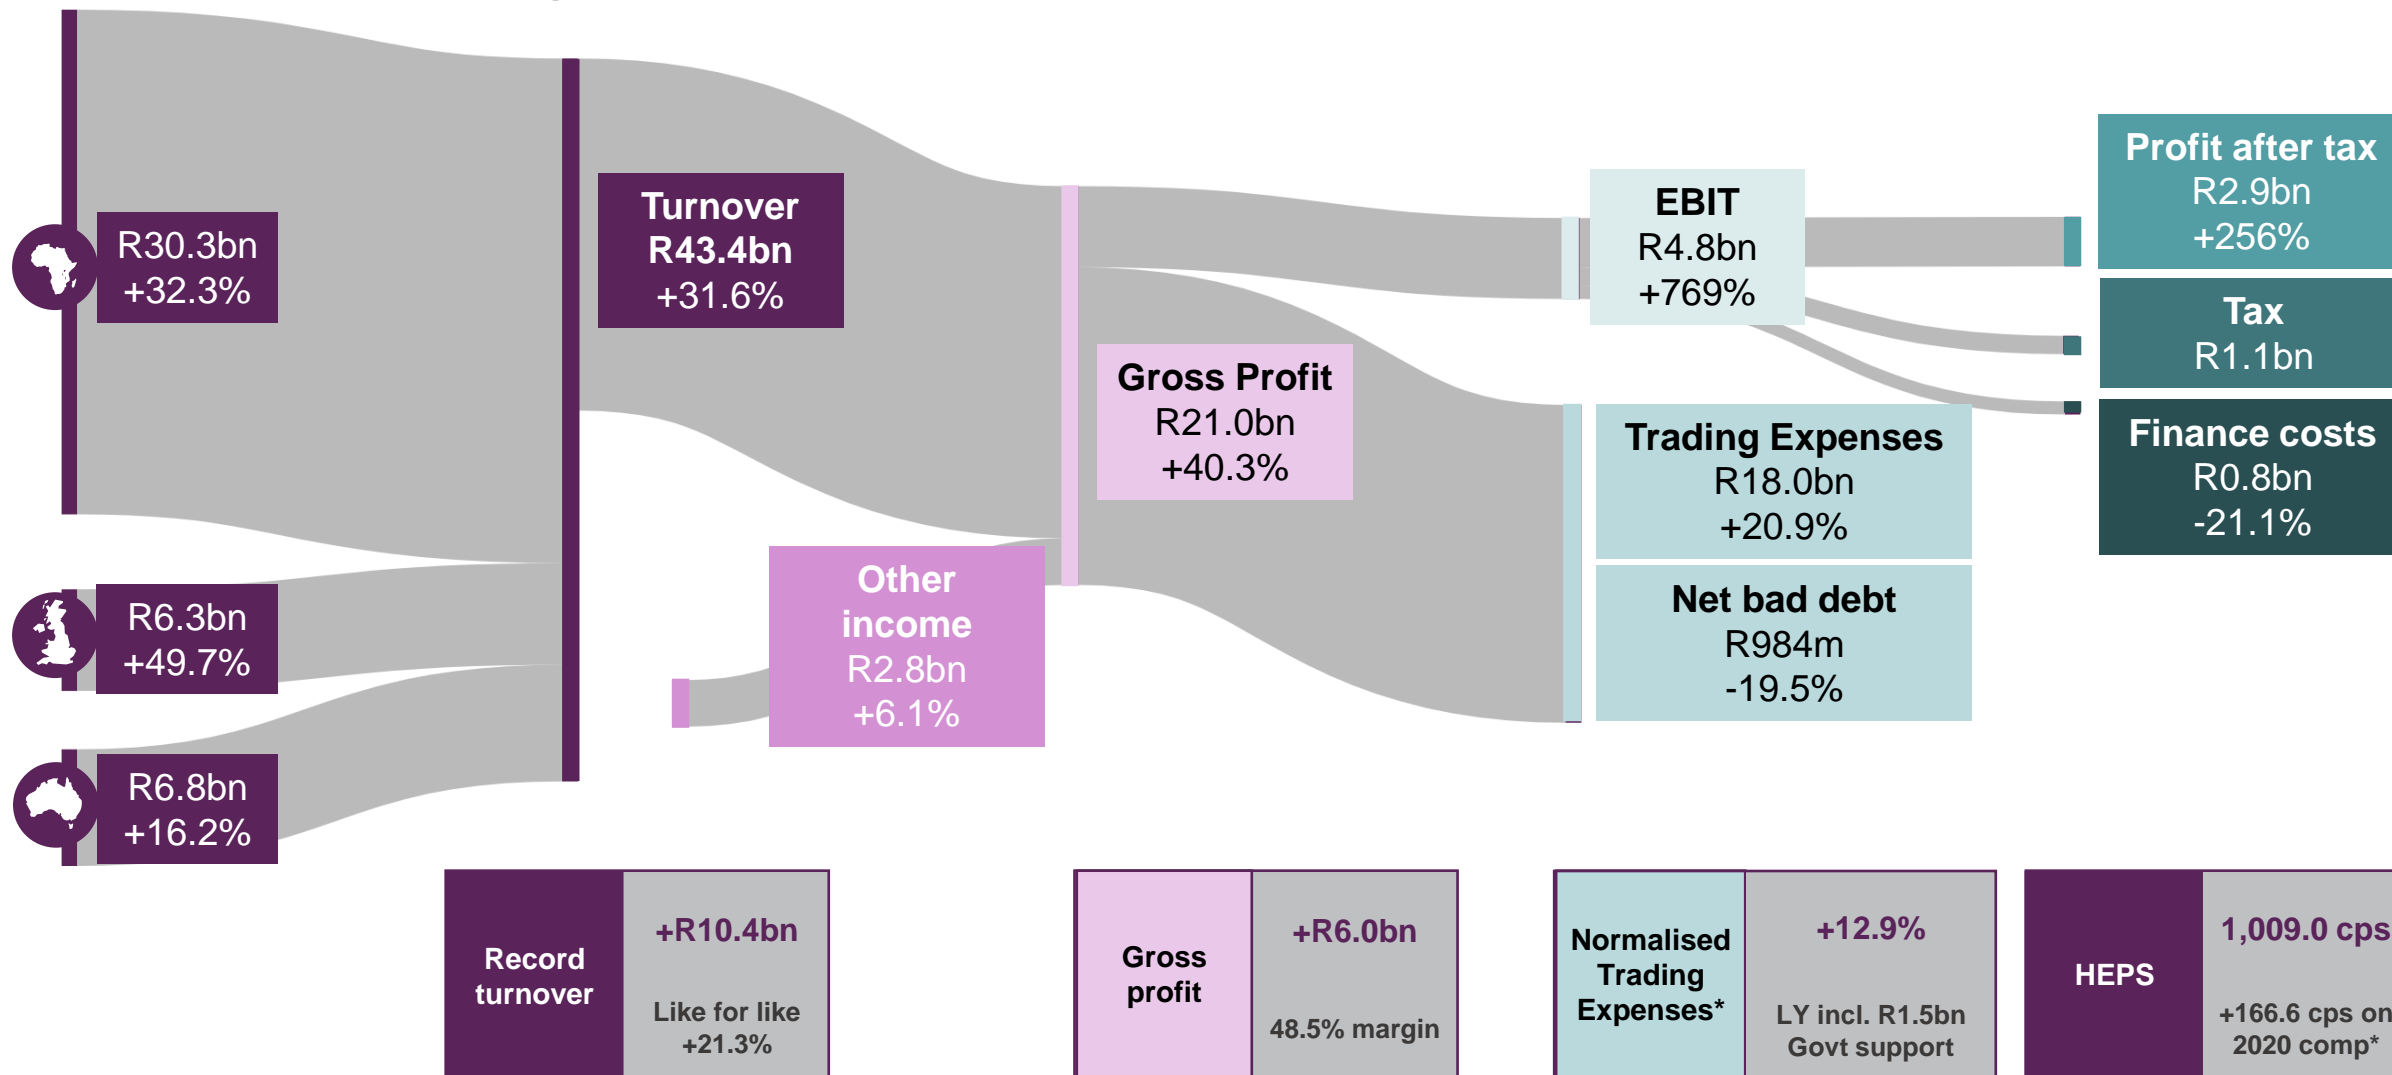 R30.3bn
+32.3%
R6.3bn
+49.7%
R6.8bn
+16.2%
Turnover
R43.4bn
+31.6%
Other
income
R2.8bn
+6.1%
Gross Profit
R21.0bn
+40.3%
EBIT
R4.8bn
+769%
Trading Expenses
R18.0bn
+20.9%
Net bad debt
R984m
-19.5%
Profit after tax
R2.9bn
+256%
Tax
R1.1bn
Finance costs
R0.8bn
-21.1%
Record
turnover
+R10.4bn
Like for like
+21.3%
Gross
profit
+R6.0bn
48.5% margin
Normalised
Trading
Expenses*
+12.9%
LY incl. R1.5bn
Govt support
HEPS
1,009.0 cps
+166.6 cps on
2020 comp*